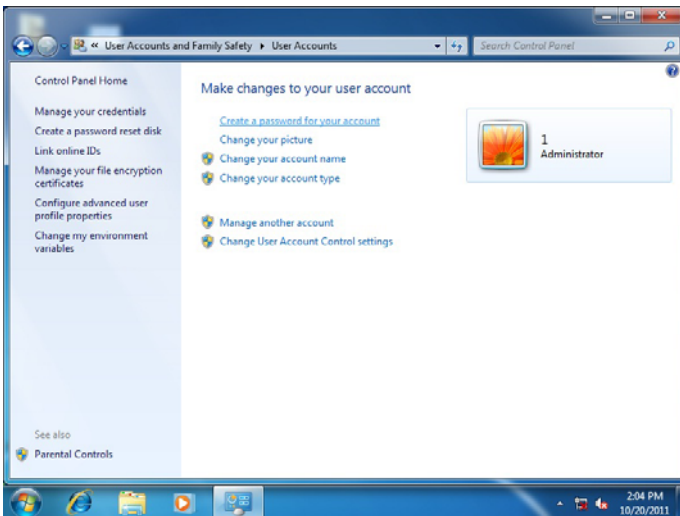 « User Accounts and Family Safety ▸ User Accounts
Search Control Panel
Control Panel Home
Manage your credentials
Create a password reset disk
Link online IDs
Manage your file encryption
certificates
Configure advanced user
profile properties
Change my environment
variables
See also
Parental Controls
Make changes to your user account
Create a password for your account
Change your picture
Change your account name
Change your account type
Manage another account
Change User Account Control settings
1
Administrator
2:04 PM
10/20/2011